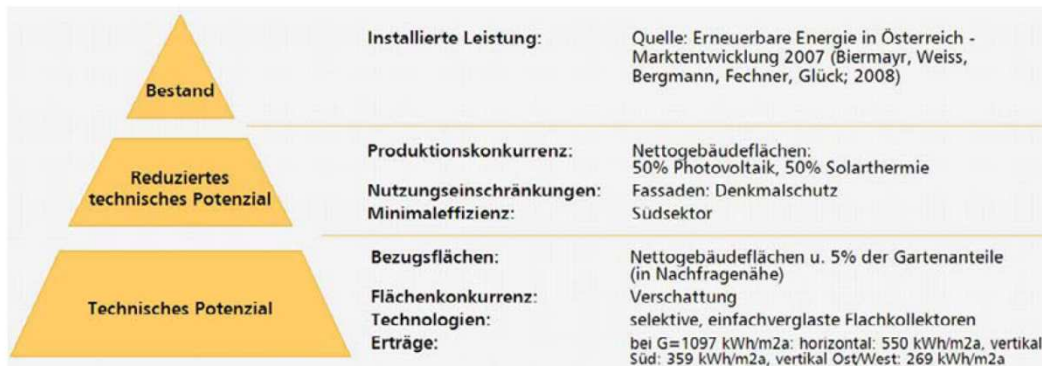 Bestand
Installierte Leistung:
Quelle: Erneuerbare Energie in Österreich -
Marktentwicklung 2007 (Biermayr, Weiss,
Bergmann, Fechner, Glück; 2008)
Reduziertes
technisches Potenzial
Produktionskonkurrenz:
Nettogebäudeflächen:
50% Photovoltaik, 50% Solarthermie
Nutzungseinschränkungen:
Fassaden: Denkmalschutz
Minimaleffizienz:
Südsektor
Technisches Potenzial
Bezugsflächen:
Nettogebäudeflächen u. 5% der Gartenanteile
(in Nachfragenähe)
Flächenkonkurrenz:
Verschattung
Technologien:
selektive, einfachverglaste Flachkollektoren
Erträge:
bei G=1097 kWh/m2a: horizontal: 550 kWh/m2a, vertikal
Süd: 359 kWh/m2a, vertikal Ost/West: 269 kWh/m2a